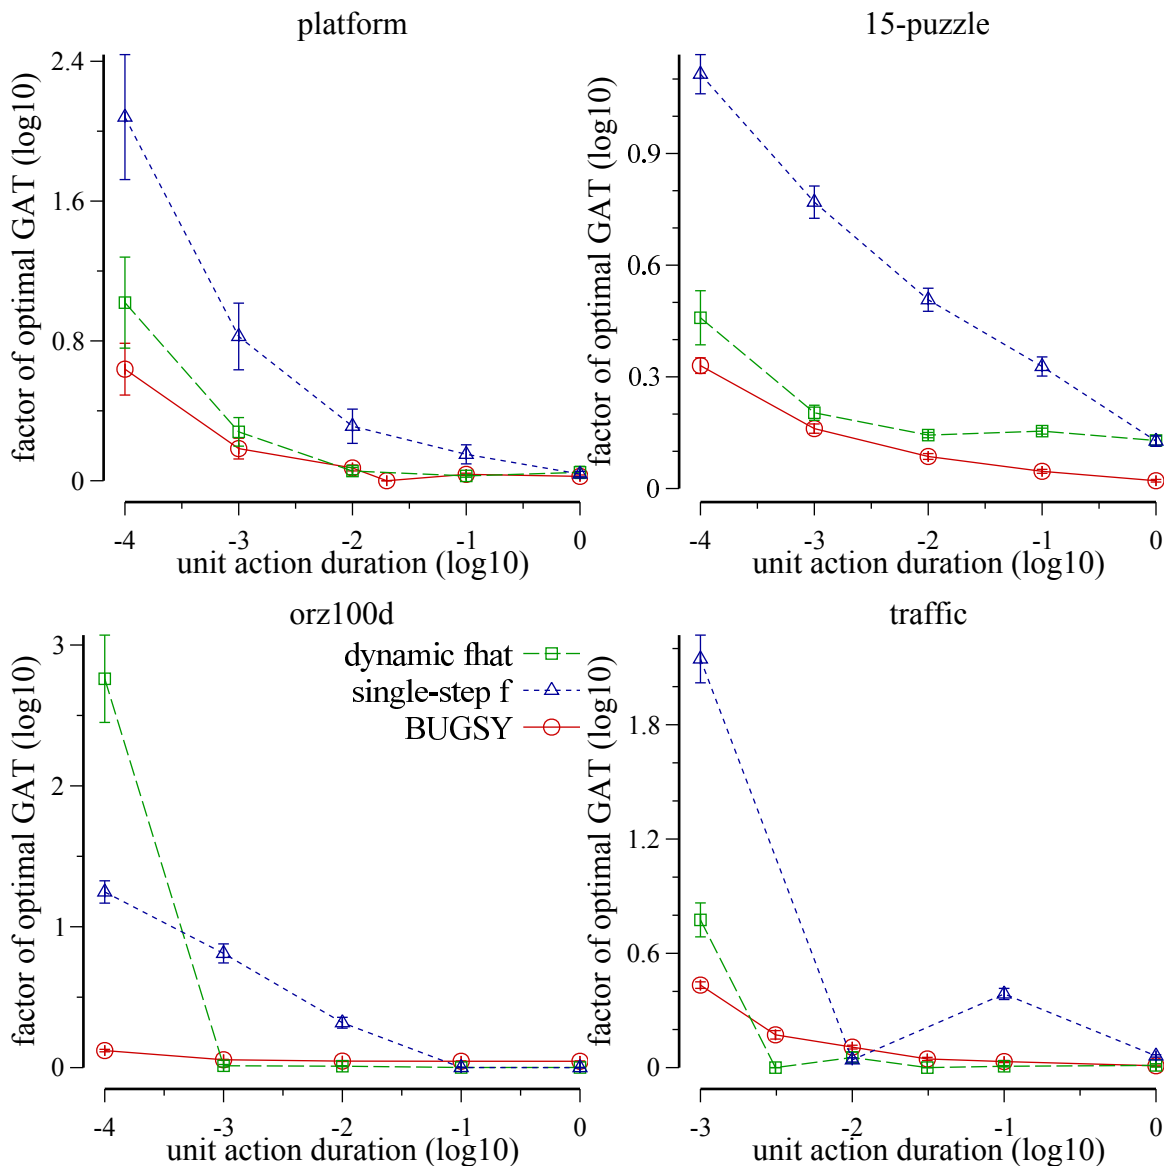 platform
factor of optimal GAT (log10)
2.4
1.6
0.8
0
-4 -3 -2 -1 0
unit action duration (log10)
15-puzzle
factor of optimal GAT (log10)
0.9
0.6
0.3
0
-4 -3 -2 -1 0
unit action duration (log10)
orz100d
factor of optimal GAT (log10)
3
2
1
0
dynamic fhat
single-step f
BUGSY
-4 -3 -2 -1 0
unit action duration (log10)
traffic
factor of optimal GAT (log10)
1.8
1.2
0.6
0
-3 -2 -1 0
unit action duration (log10)